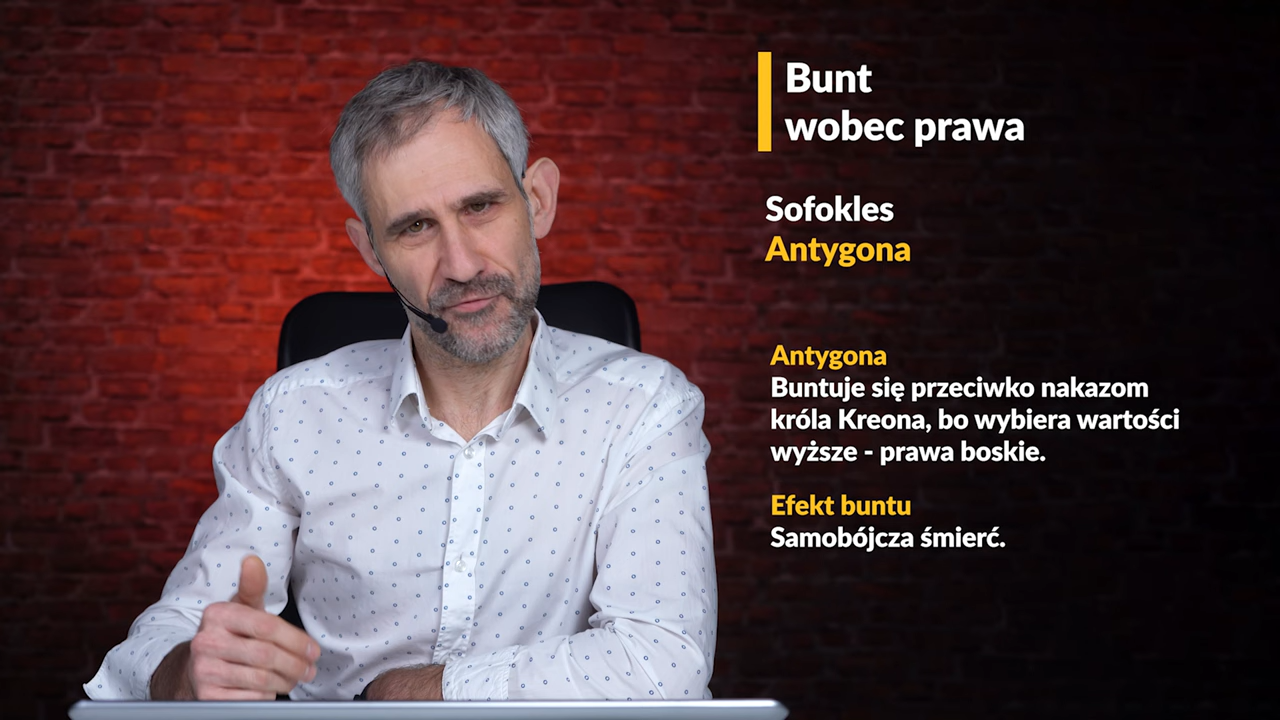 Bunt
wobec prawa
Sofokles
Antygona
Antygona
Buntuje się przeciwko nakazom
króla Kreona, bo wybiera wartości
wyższe - prawa boskie.
Efekt buntu
Samobójcza śmierć.